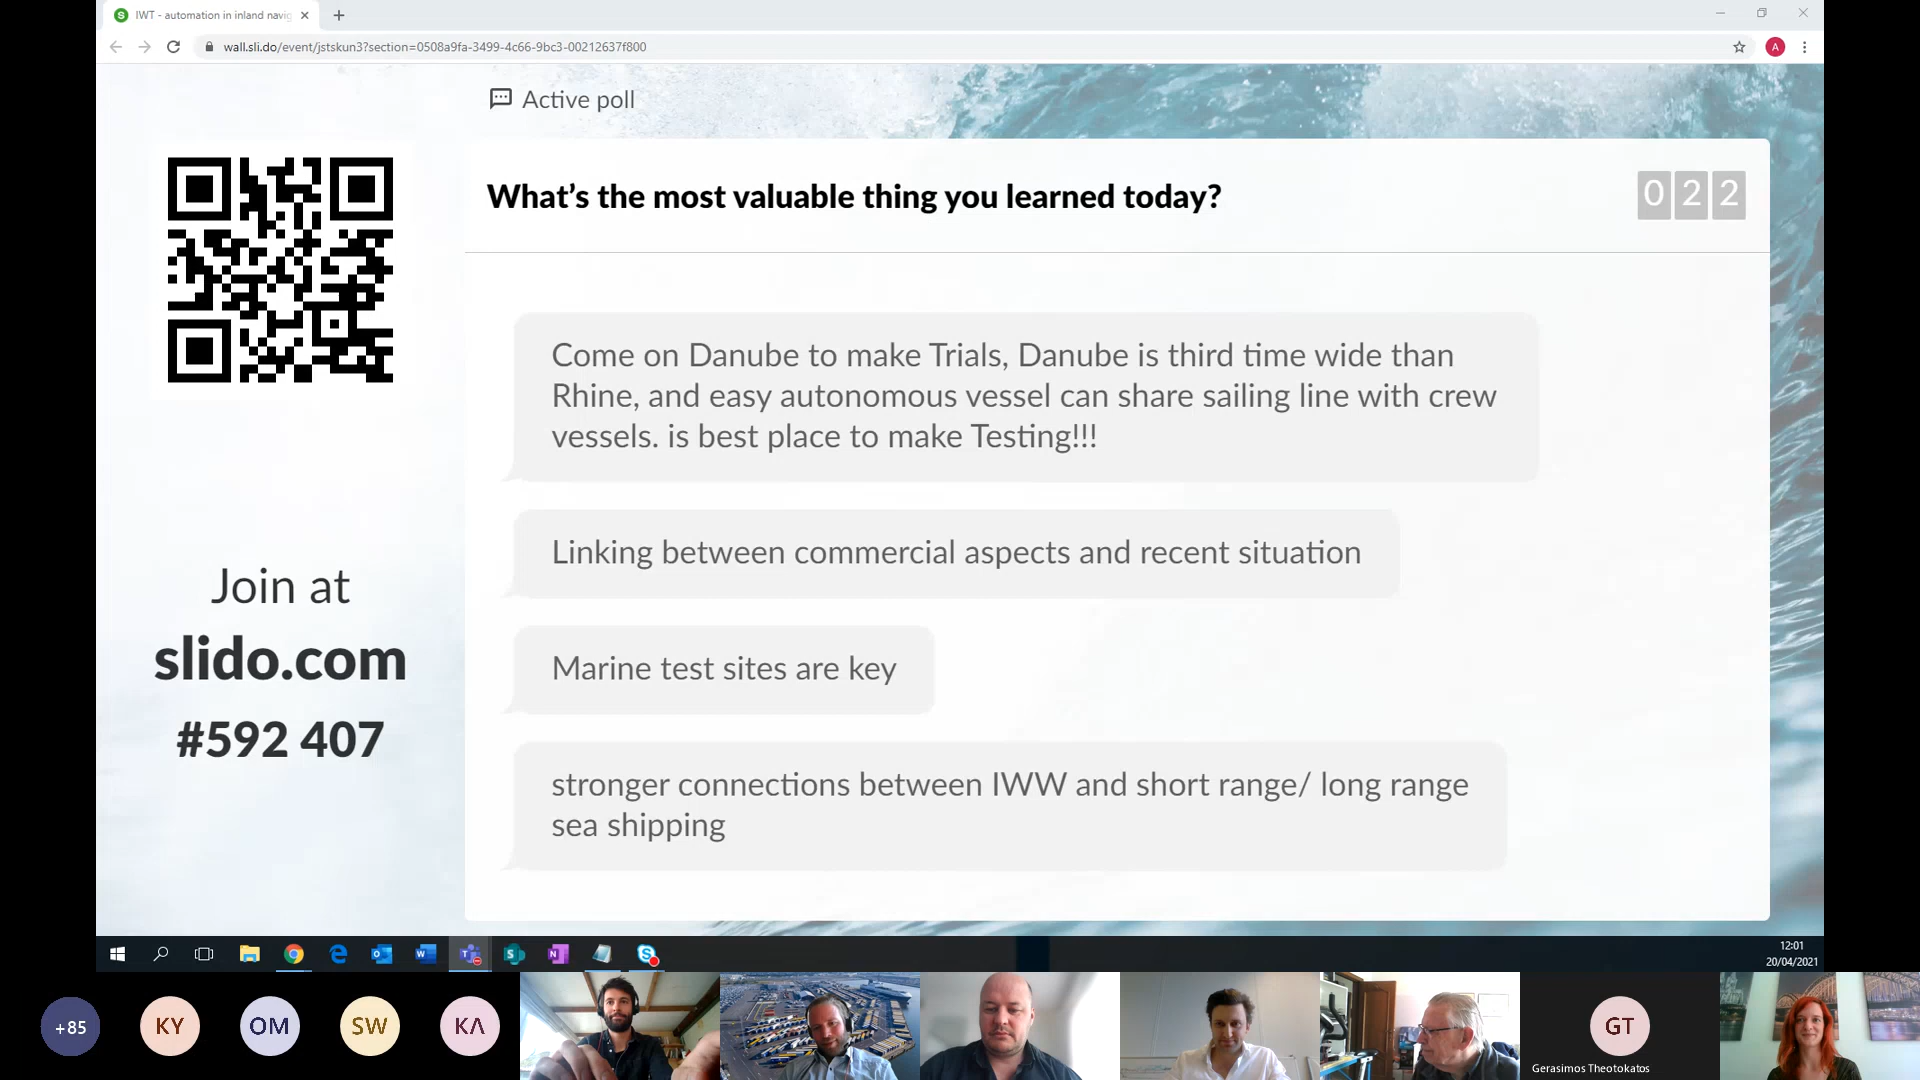 IWT - automation in inland navig
wall.sli.do/event/jstskun3?section=0508a9fa-3499-4c66-9bc3-00212637f800
A
Active poll
What's the most valuable thing you learned today?
022
Come on Danube to make Trials, Danube is third time wide than
Rhine, and easy autonomous vessel can share sailing line with crew
vessels. is best place to make Testing!!!
Linking between commercial aspects and recent situation
Marine test sites are key
stronger connections between IWW and short range/ long range
sea shipping
Join at
slido.com
#592 407
12:01
20/04/2021
+85
KY
OM
SW
KΛ
GT
Gerasimos Theotokatos